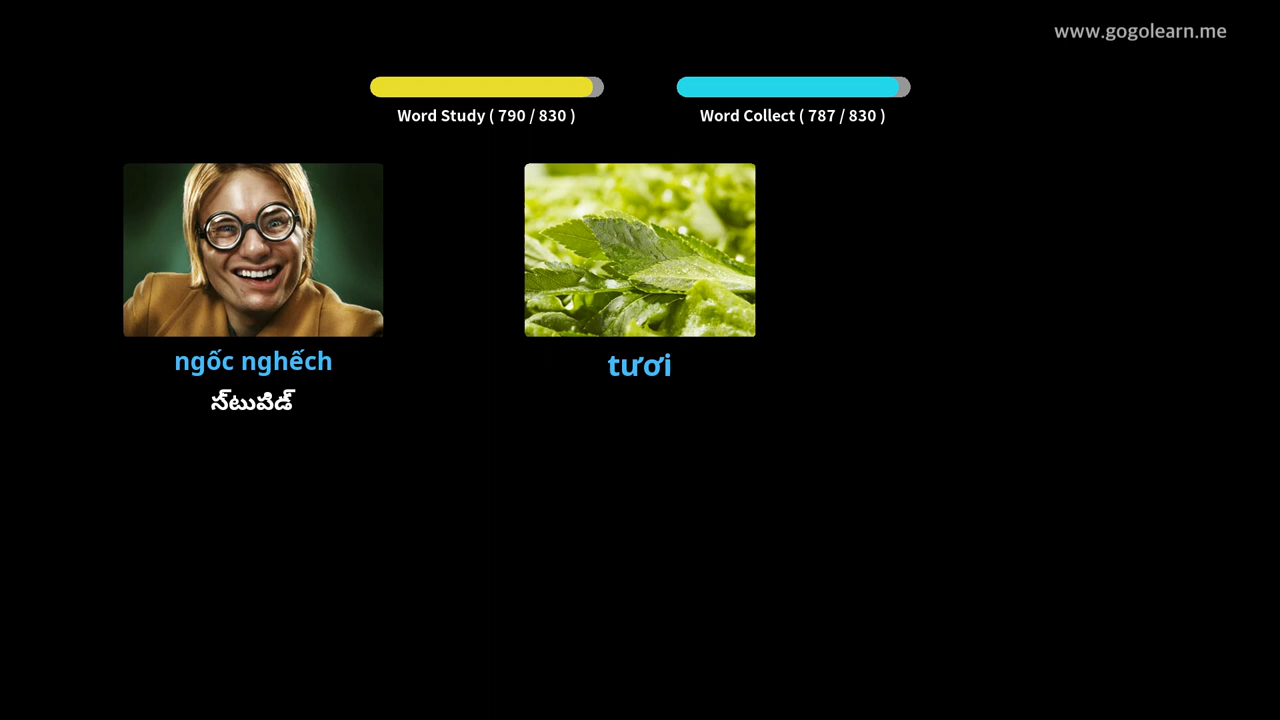 www.gogolearn.me
Word Study ( 790 / 830 )
Word Collect ( 787 / 830 )
ngốc nghếch
స్‌టుపిడ్
tươi